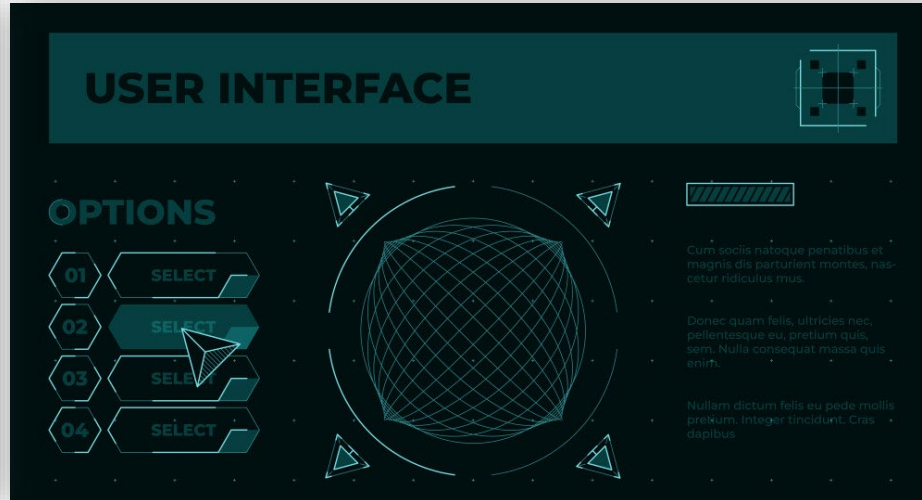 USER INTERFACE
OPTIONS
01 SELECT
02 SELECT
03 SELECT
04 SELECT
Cum sociis natoque penatibus et
magnis dis parturient montes, nas-
cetur ridiculus mus.
Donec quam felis, ultricies nec,
pellentesque eu, pretium quis,
sem. Nulla consequat massa quis
enim.
Nullam dictum felis eu pede mollis
pretium. Integer tincidunt. Cras
dapibus